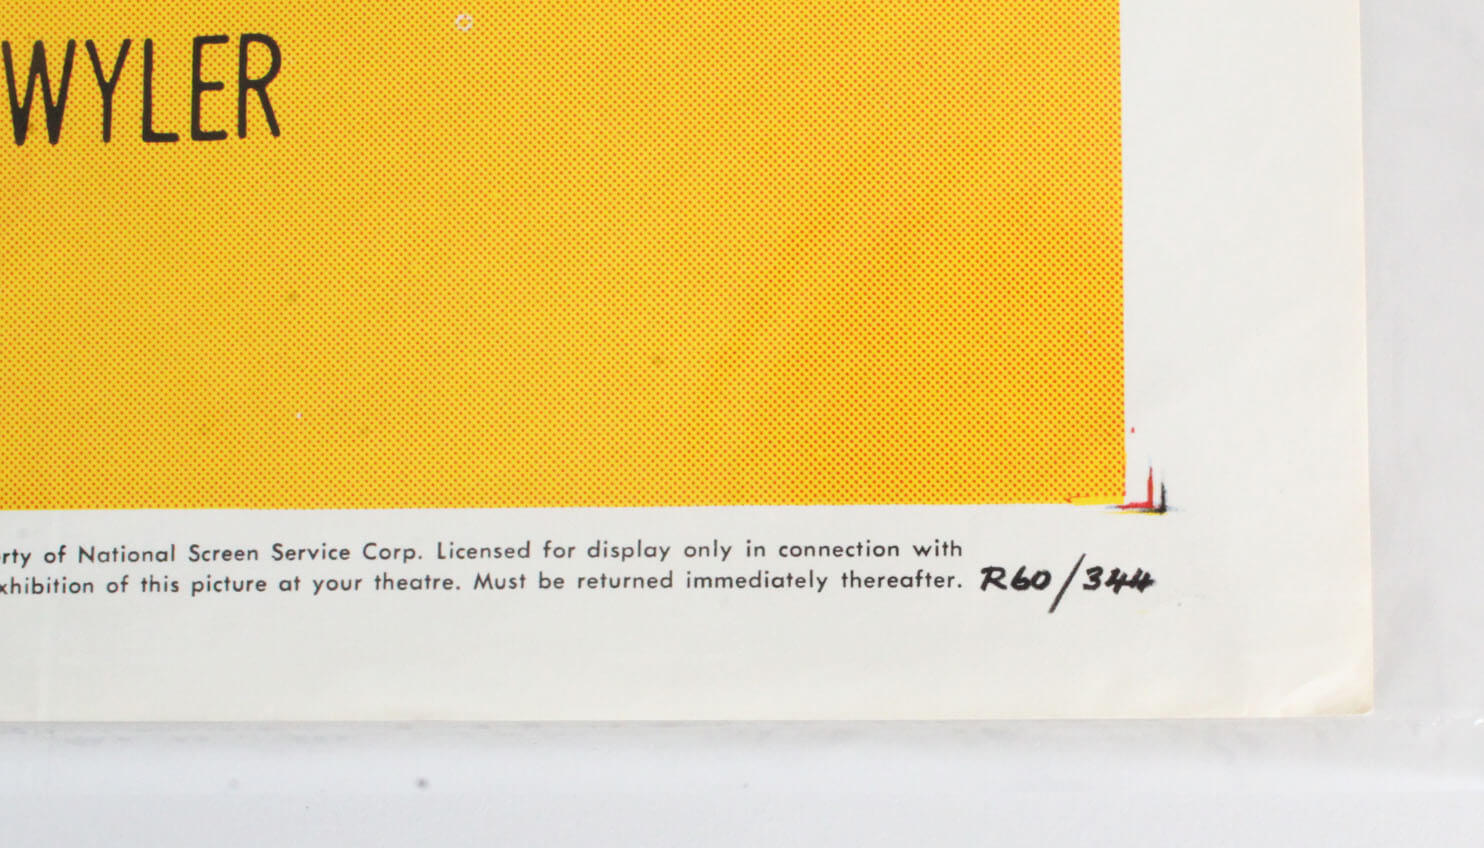 WYLER
rty of National Screen Service Corp. Licensed for display only in connection with
xhibition of this picture at your theatre. Must be returned immediately thereafter. R60/344